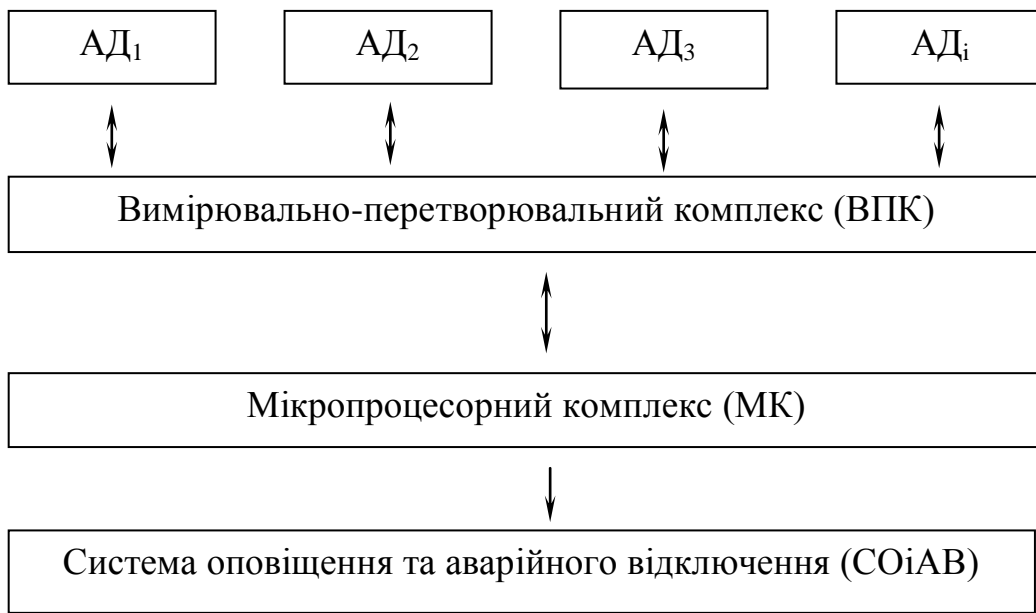 АД₁ АД₂ АД₃ АДᵢ
Вимірювально-перетворювальний комплекс (ВПК)
Мікропроцесорний комплекс (МК)
Система оповіщення та аварійного відключення (СОіАВ)